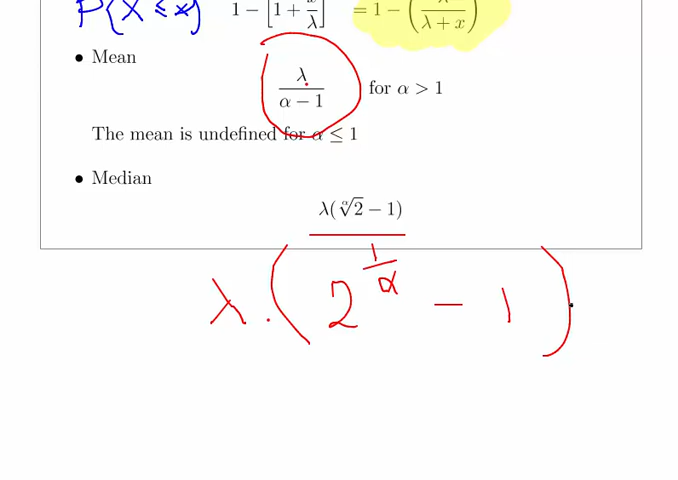 P{X ≤ x} 1 − [1 + x/λ] = 1 − (λ/(λ + x))
• Mean
λ/(α − 1) for α > 1
The mean is undefined for α ≤ 1
• Median
λ(ᵅ√2 − 1)
λ · (2^(1/α) − 1)